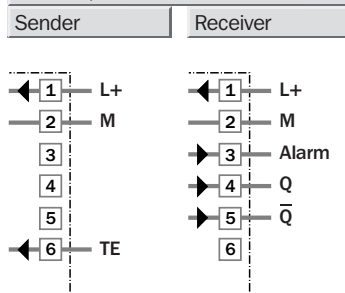 Sender
Receiver
1 L+
2 M
3
4
5
6 TE
1 L+
2 M
3 Alarm
4 Q
5 Q̅
6